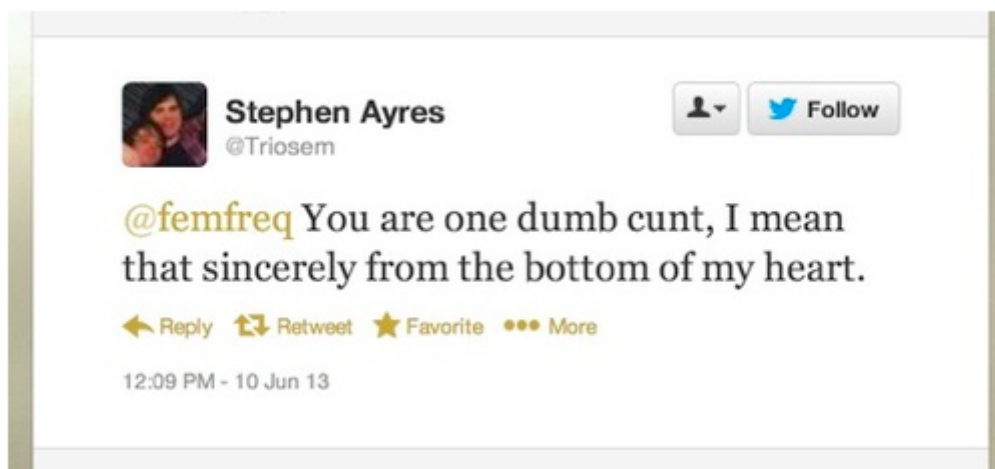 Stephen Ayres
@Triosem
Follow
@femfreq You are one dumb cunt, I mean
that sincerely from the bottom of my heart.
Reply Retweet Favorite More
12:09 PM - 10 Jun 13